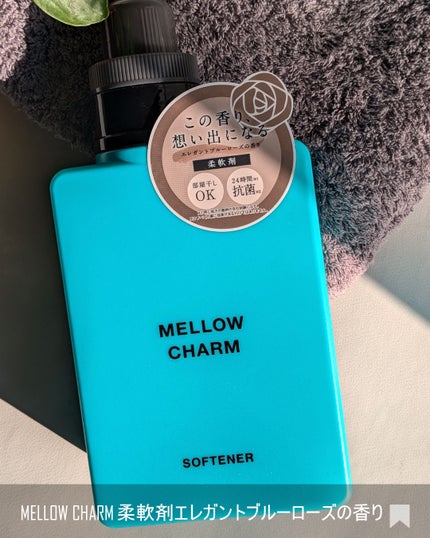 この香り、
想い出になる
エレガントブルーローズの香り
柔軟剤
部屋干し
OK
24時間
抗菌
MELLOW
CHARM
SOFTENER
MELLOW CHARM 柔軟剤エレガントブルーローズの香り